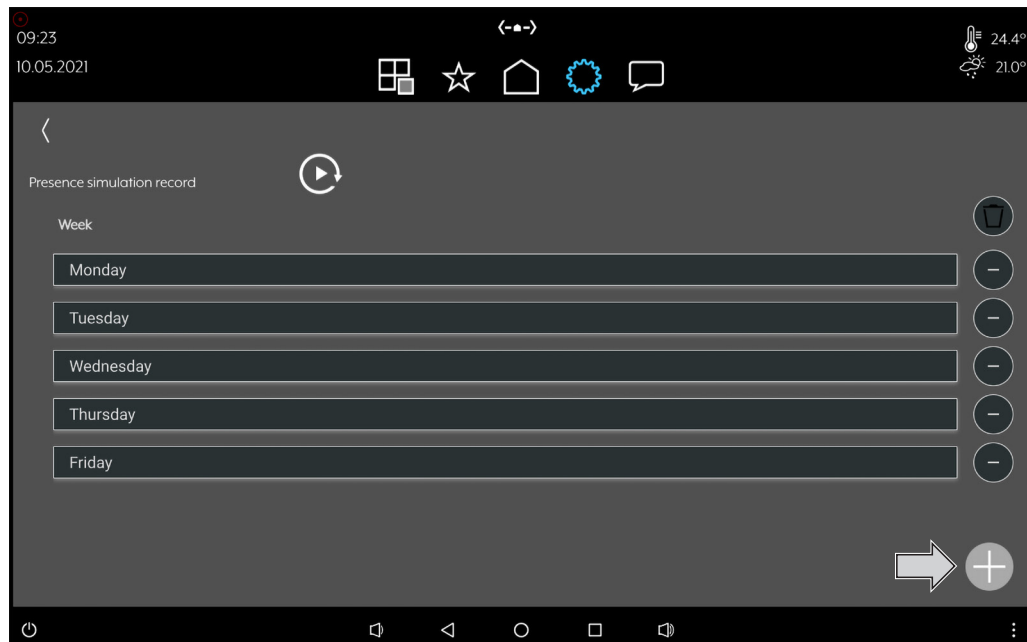 09:23
24.4°
10.05.2021
21.0°
Presence simulation record
Week
Monday
Tuesday
Wednesday
Thursday
Friday